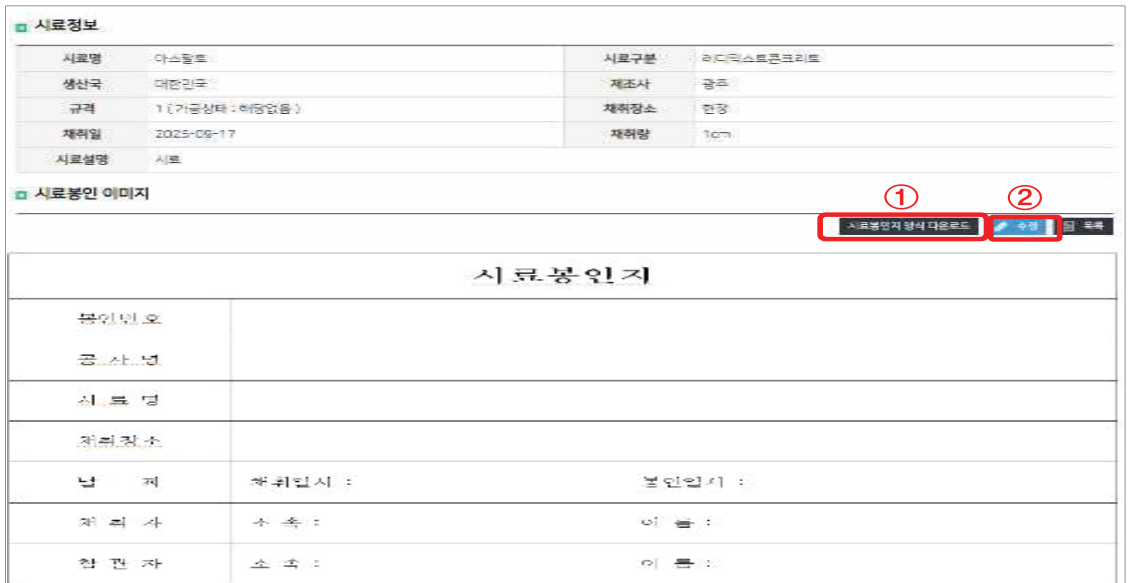 시료정보
시료명 아스팔트 시료구분 레디믹스트콘크리트
생산국 대한민국 제조사 광주
규격 1 ( 가공상태 : 해당없음 ) 채취장소 현장
채취일 2025-09-17 채취량 1cm
시료설명 시료
시료봉인 이미지
① ②
시료봉인지 양식 다운로드 수정 목록
시료봉인지
봉인번호
공 사 명
시 료 명
채취장소
날 짜 채취일시 : 봉인일시 :
채 취 자 소 속 : 이 름 :
참 관 자 소 속 : 이 름 :